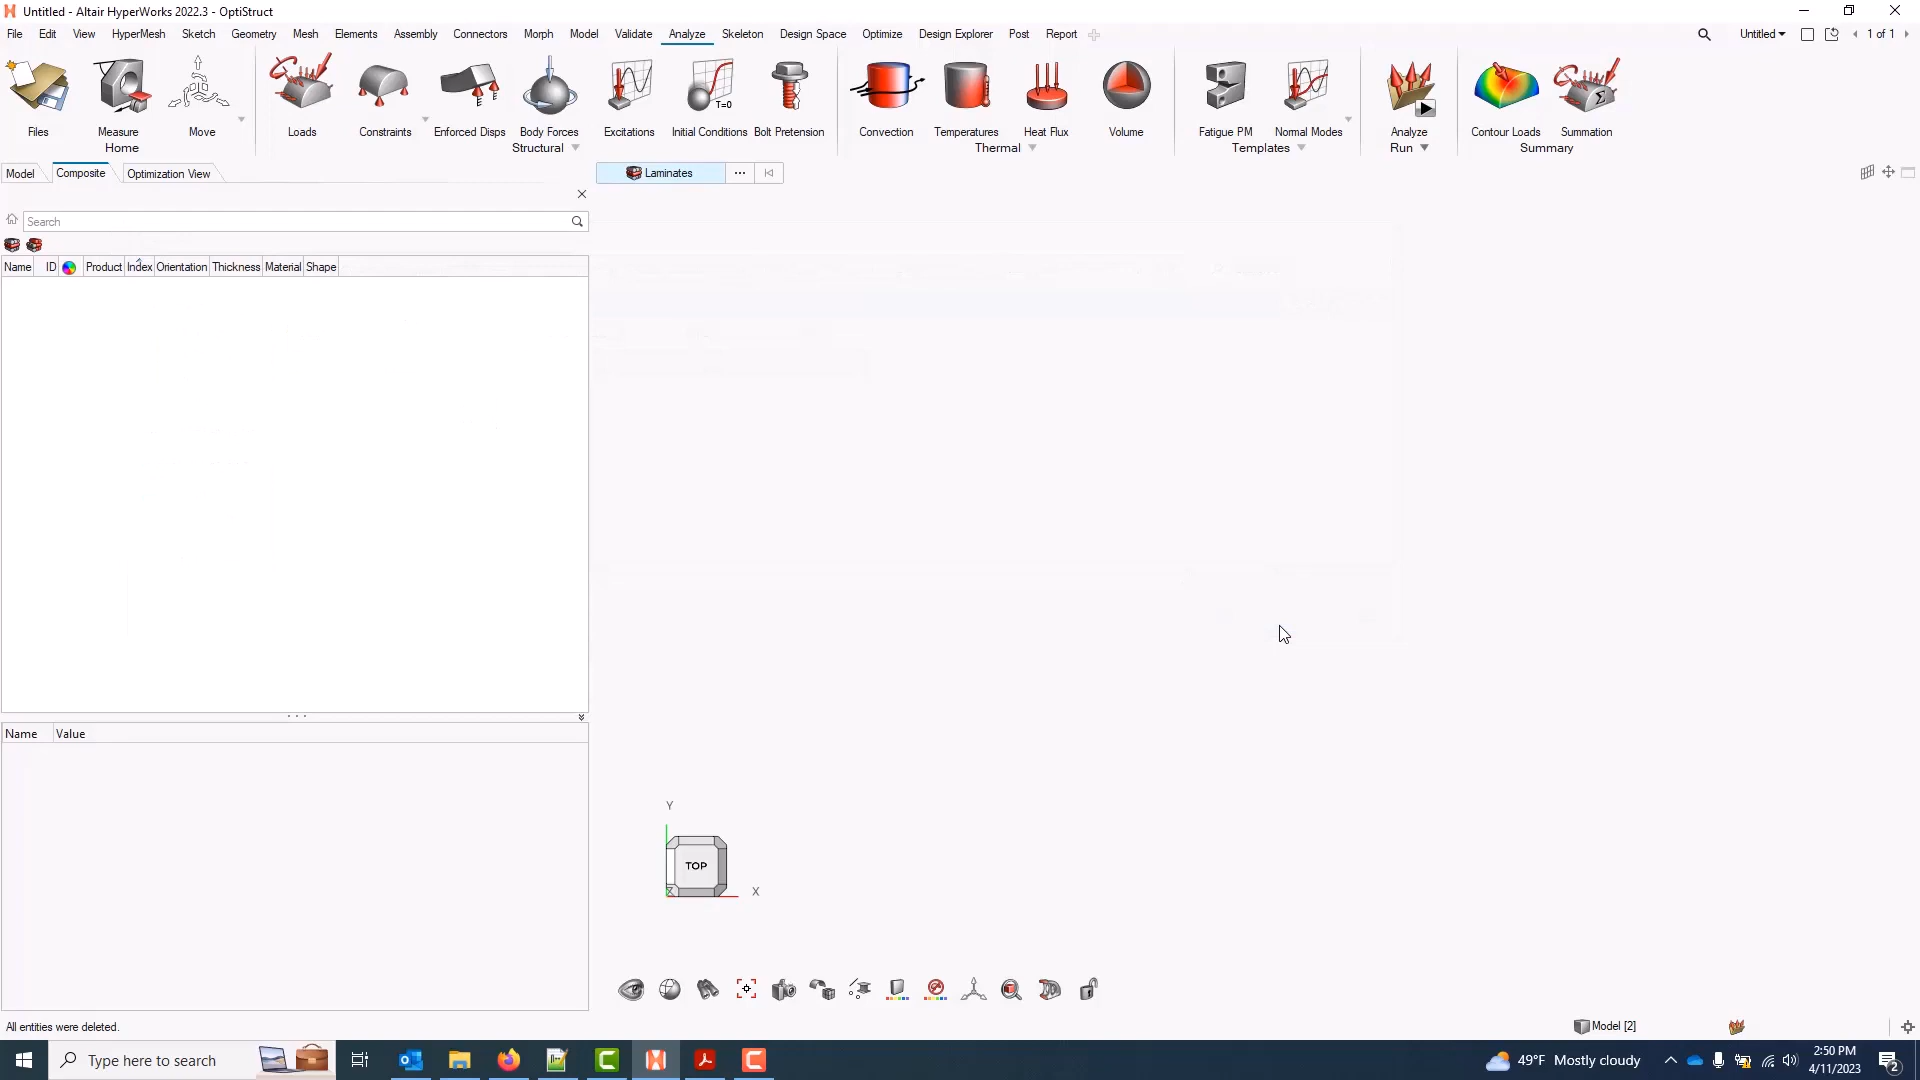 Untitled - Altair HyperWorks 2022.3 - OptiStruct
File Edit View HyperMesh Sketch Geometry Mesh Elements Assembly Connectors Morph Model Validate Analyze Skeleton Design Space Optimize Design Explorer Post Report Untitled 1 of 1
T=0
Files Measure Move Loads Constraints Enforced Disps Body Forces Excitations Initial Conditions Bolt Pretension Convection Temperatures Heat Flux Volume Fatigue PM Normal Modes Analyze Contour Loads Summation
Home Structural Thermal Templates Run Summary
Model Composite Optimization View Laminates
Search
Name ID Product Index Orientation Thickness Material Shape
Name Value
Y
TOP
Z X
All entities were deleted. Model [2]
Type here to search 49°F Mostly cloudy 2:50 PM
4/11/2023 2